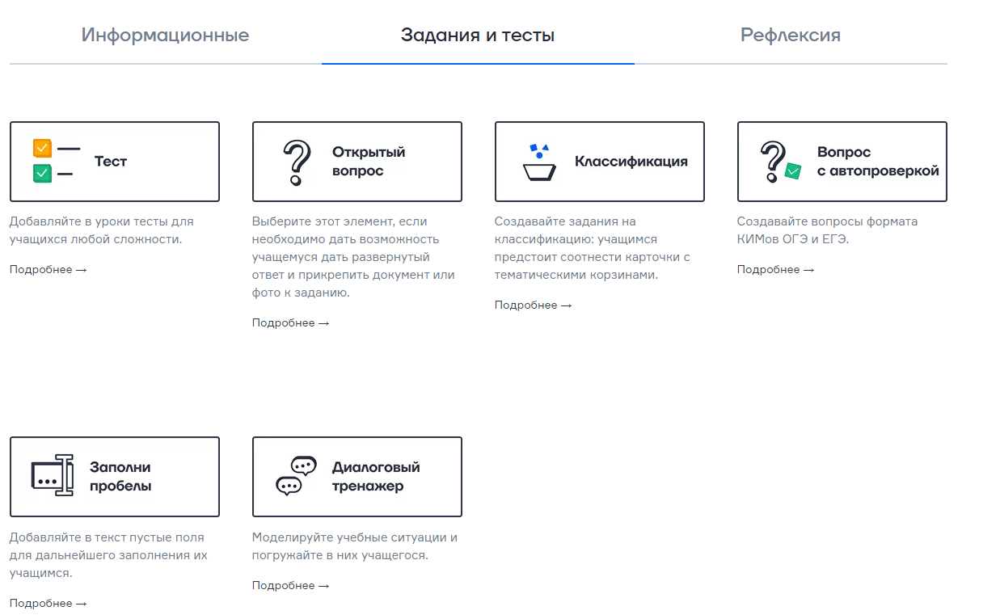 Информационные
Задания и тесты
Рефлексия
Тест
Добавляйте в уроки тесты для
учащихся любой сложности.
Подробнее →
Открытый
вопрос
Выберите этот элемент, если
необходимо дать возможность
учащемуся дать развернутый
ответ и прикрепить документ или
фото к заданию.
Подробнее →
Классификация
Создавайте задания на
классификацию: учащимся
предстоит соотнести карточки с
тематическими корзинами.
Подробнее →
Вопрос
с автопроверкой
Создавайте вопросы формата
КИМов ОГЭ и ЕГЭ.
Подробнее →
Заполни
пробелы
Добавляйте в текст пустые поля
для дальнейшего заполнения их
учащимся.
Подробнее →
Диалоговый
тренажер
Моделируйте учебные ситуации и
погружайте в них учащегося.
Подробнее →